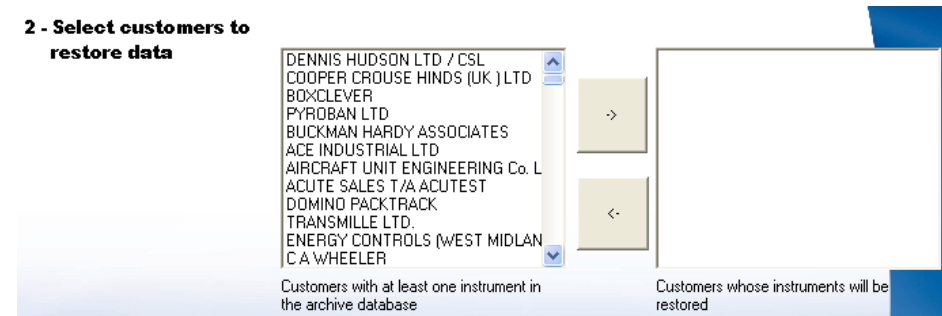 2 - Select customers to
restore data
DENNIS HUDSON LTD / CSL
COOPER CROUSE HINDS (UK ) LTD
BOXCLEVER
PYROBAN LTD
BUCKMAN HARDY ASSOCIATES
ACE INDUSTRIAL LTD
AIRCRAFT UNIT ENGINEERING Co. L
ACUTE SALES T/A ACUTEST
DOMINO PACKTRACK
TRANSMILLE LTD.
ENERGY CONTROLS (WEST MIDLAN
C A WHEELER
->
<-
Customers with at least one instrument in
the archive database
Customers whose instruments will be
restored